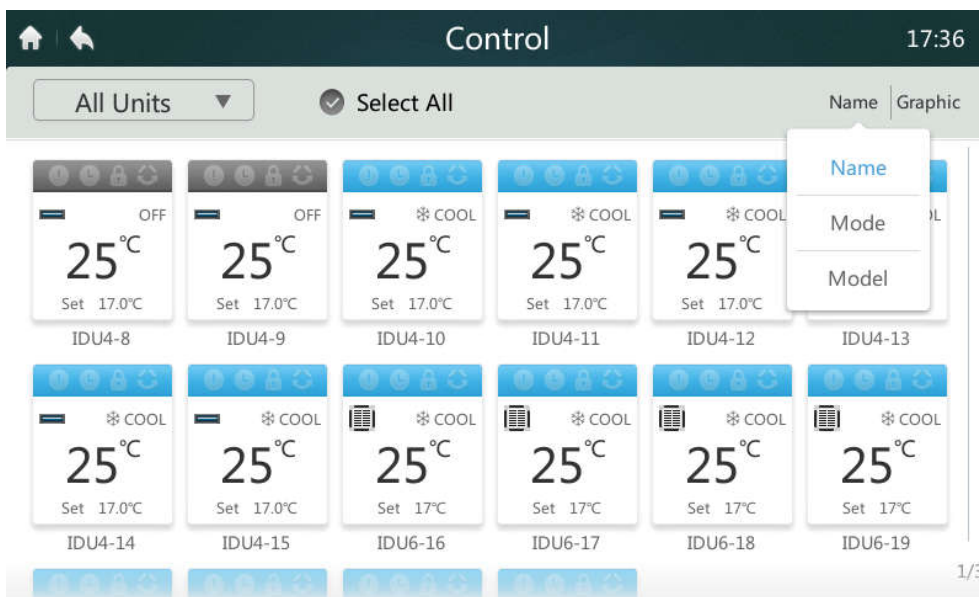 Control
17:36
All Units
Select All
Name
Graphic
Name
Mode
Model
OFF
OFF
COOL
COOL
COOL
25℃
25℃
25℃
25℃
25℃
Set 17.0℃
Set 17.0℃
Set 17.0℃
Set 17.0℃
Set 17.0℃
IDU4-8
IDU4-9
IDU4-10
IDU4-11
IDU4-12
IDU4-13
COOL
COOL
COOL
COOL
COOL
COOL
25℃
25℃
25℃
25℃
25℃
25℃
Set 17.0℃
Set 17.0℃
Set 17℃
Set 17℃
Set 17℃
Set 17℃
IDU4-14
IDU4-15
IDU6-16
IDU6-17
IDU6-18
IDU6-19
1/3